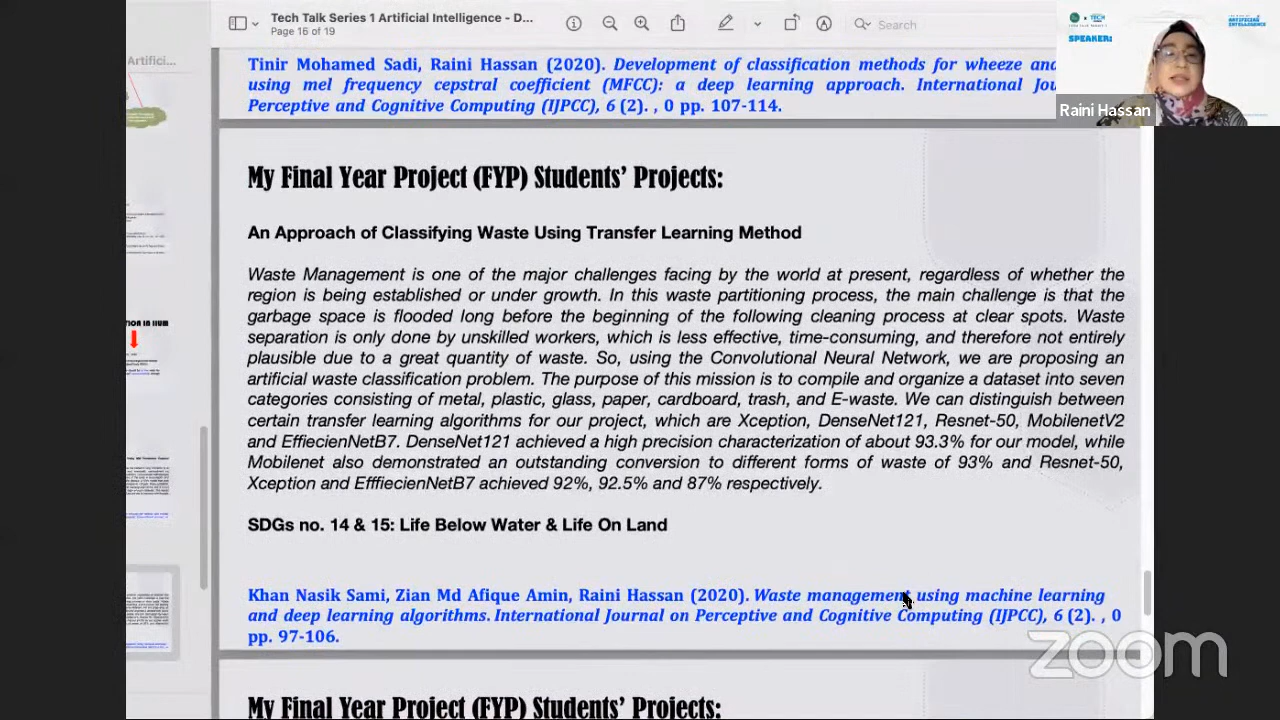 Tech Talk Series 1 Artificial Intelligence - D...
Page 16 of 19
Search
TECH
SPEAKER:
ARTIFICIAL
INTELLIGENCE
Raini Hassan
Artifici...
TION IN IIUM
Tinir Mohamed Sadi, Raini Hassan (2020). Development of classification methods for wheeze and
using mel frequency cepstral coefficient (MFCC): a deep learning approach. International Jou
Perceptive and Cognitive Computing (IJPCC), 6 (2). , 0 pp. 107-114.
My Final Year Project (FYP) Students' Projects:
An Approach of Classifying Waste Using Transfer Learning Method
Waste Management is one of the major challenges facing by the world at present, regardless of whether the
region is being established or under growth. In this waste partitioning process, the main challenge is that the
garbage space is flooded long before the beginning of the following cleaning process at clear spots. Waste
separation is only done by unskilled workers, which is less effective, time-consuming, and therefore not entirely
plausible due to a great quantity of waste. So, using the Convolutional Neural Network, we are proposing an
artificial waste classification problem. The purpose of this mission is to compile and organize a dataset into seven
categories consisting of metal, plastic, glass, paper, cardboard, trash, and E-waste. We can distinguish between
certain transfer learning algorithms for our project, which are Xception, DenseNet121, Resnet-50, MobilenetV2
and EffiecienNetB7. DenseNet121 achieved a high precision characterization of about 93.3% for our model, while
Mobilenet also demonstrated an outstanding conversion to different forms of waste of 93% and Resnet-50,
Xception and EfffiecienNetB7 achieved 92%, 92.5% and 87% respectively.
SDGs no. 14 & 15: Life Below Water & Life On Land
Khan Nasik Sami, Zian Md Afique Amin, Raini Hassan (2020). Waste management using machine learning
and deep learning algorithms. International Journal on Perceptive and Cognitive Computing (IJPCC), 6 (2). , 0
pp. 97-106.
zoom
My Final Year Project (FYP) Students' Projects: